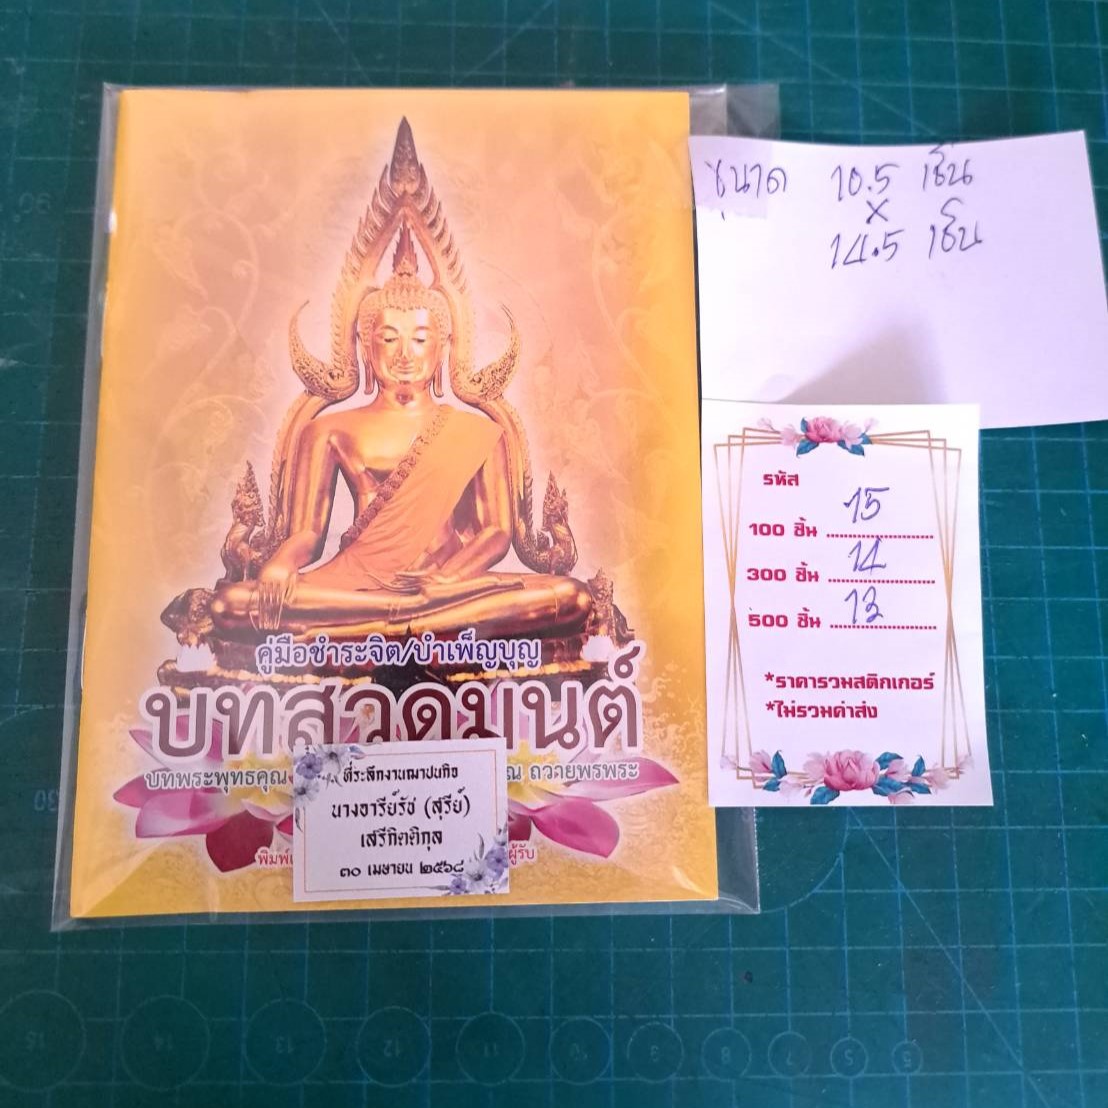 คู่มือชำระจิต/บำเพ็ญบุญ
บทสวดมนต์
บทพระพุทธคุณ ณ ถวายพรพระ
ที่ระลึกงานฌาปนกิจ
นางอารีย์รัช (สุรีย์)
เสรีกิตติกุล
๓๐ เมษายน ๒๕๖๘
ผู้รับ
ขนาด 10.5 เซ็น
x
14.5 เซ็น
รหัส
100 ชิ้น 15
300 ชิ้น 14
500 ชิ้น 13
*ราคารวมสติกเกอร์
*ไม่รวมค่าส่ง